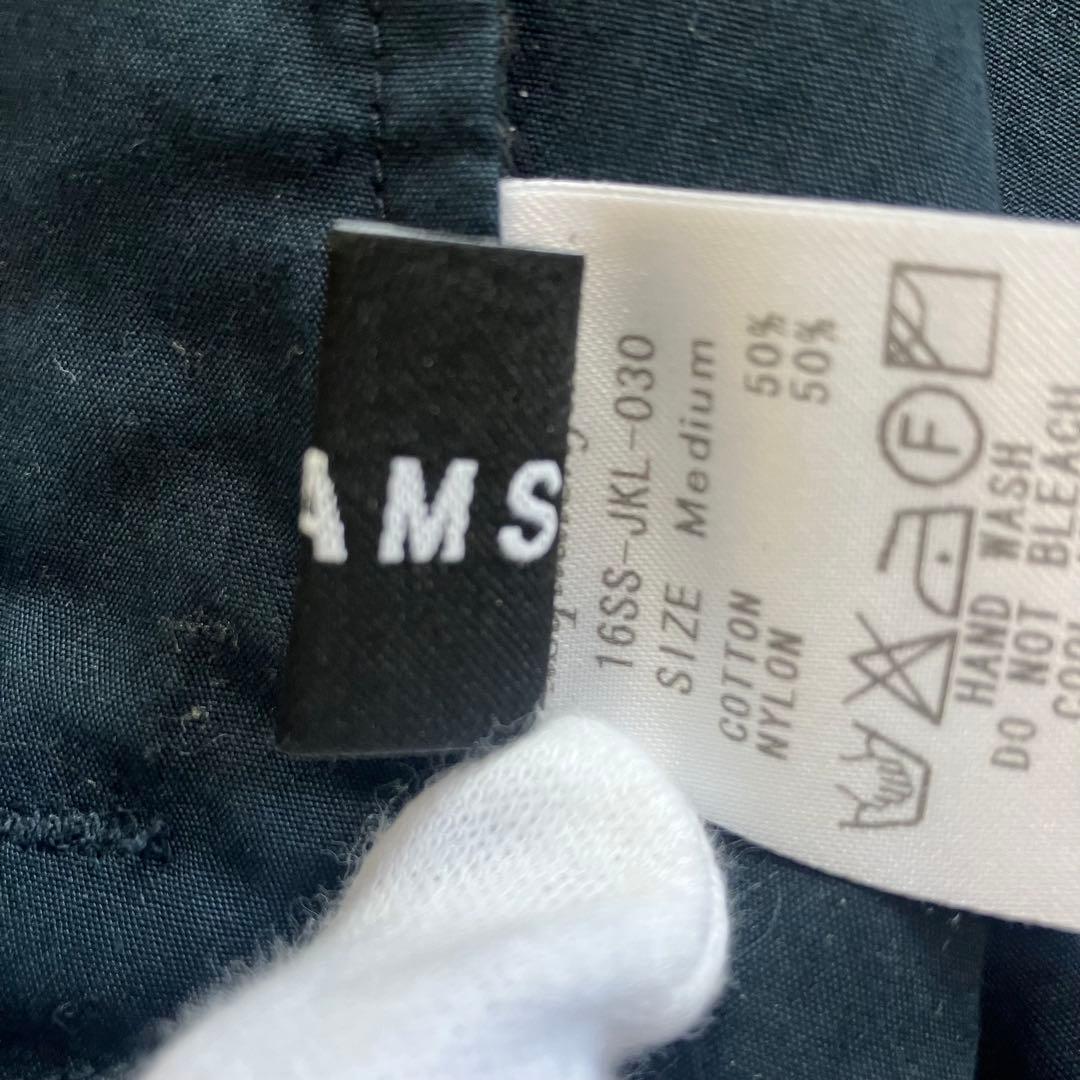 AMS
16SS-JKL-030
SIZE Medium
COTTON 50%
NYLON 50%
F
HAND WASH
DO NOT BLEACH